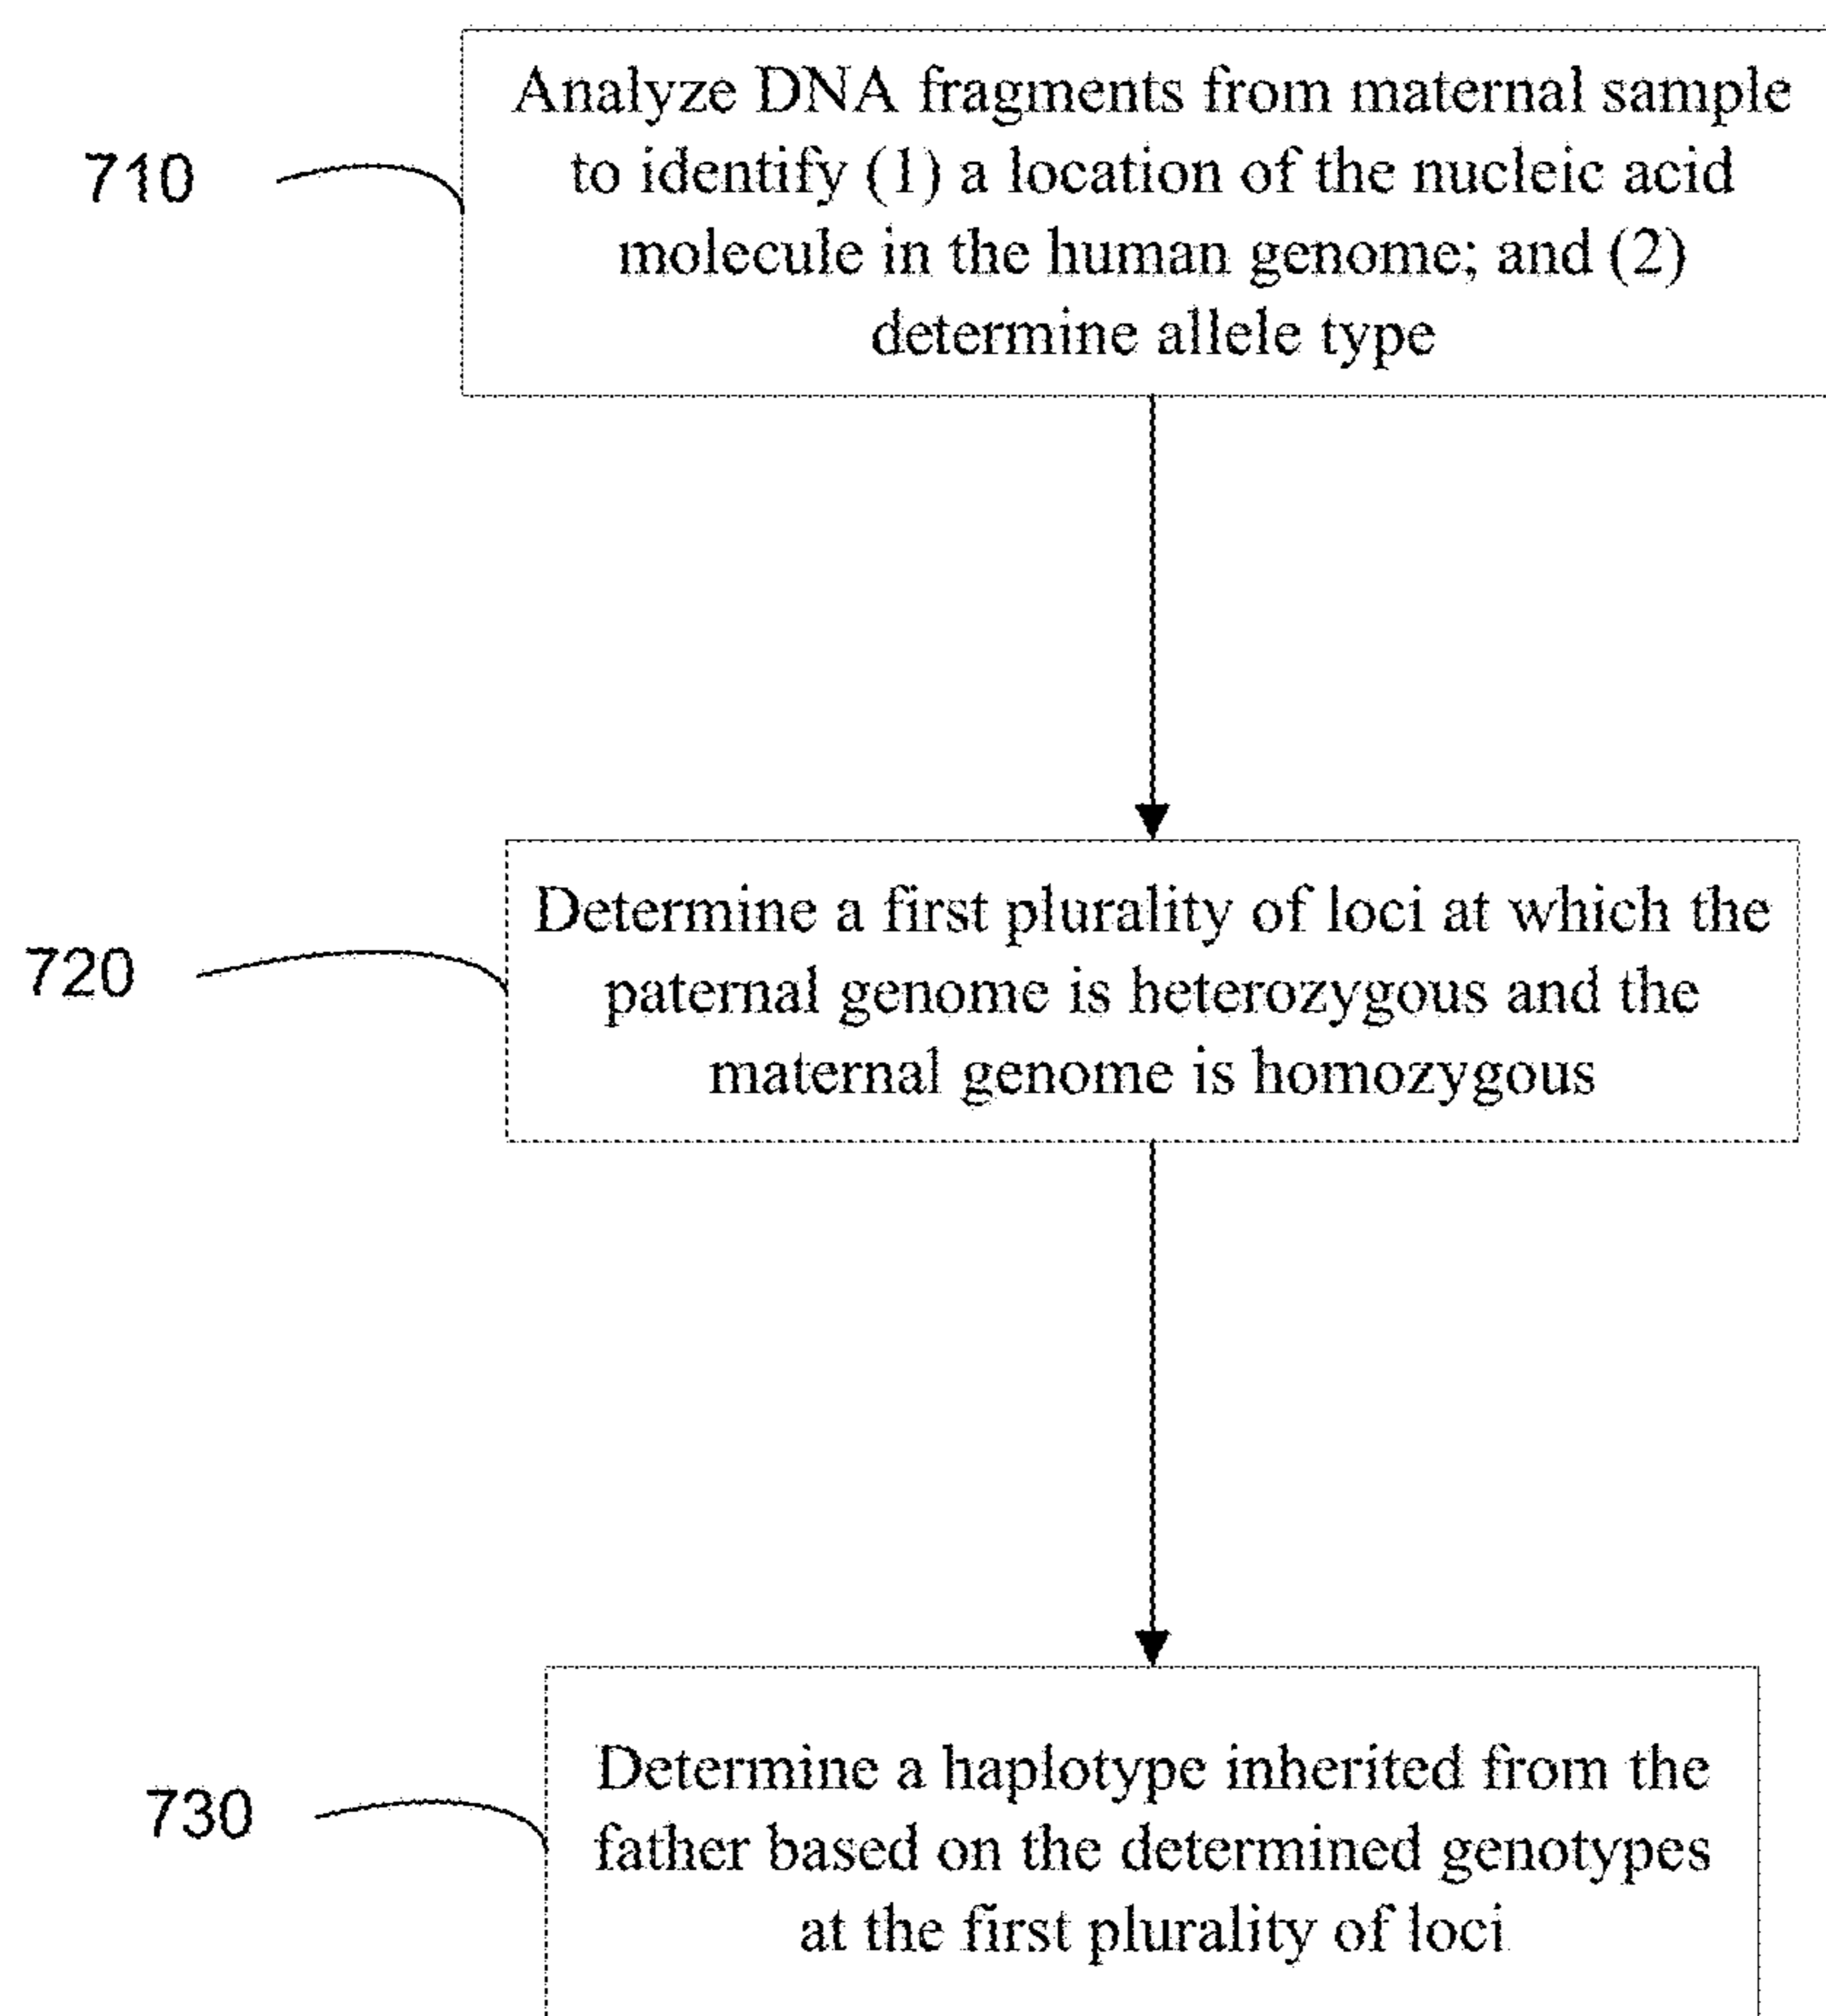 710
Analyze DNA fragments from maternal sample
to identify (1) a location of the nucleic acid
molecule in the human genome; and (2)
determine allele type
720
Determine a first plurality of loci at which the
paternal genome is heterozygous and the
maternal genome is homozygous
730
Determine a haplotype inherited from the
father based on the determined genotypes
at the first plurality of loci